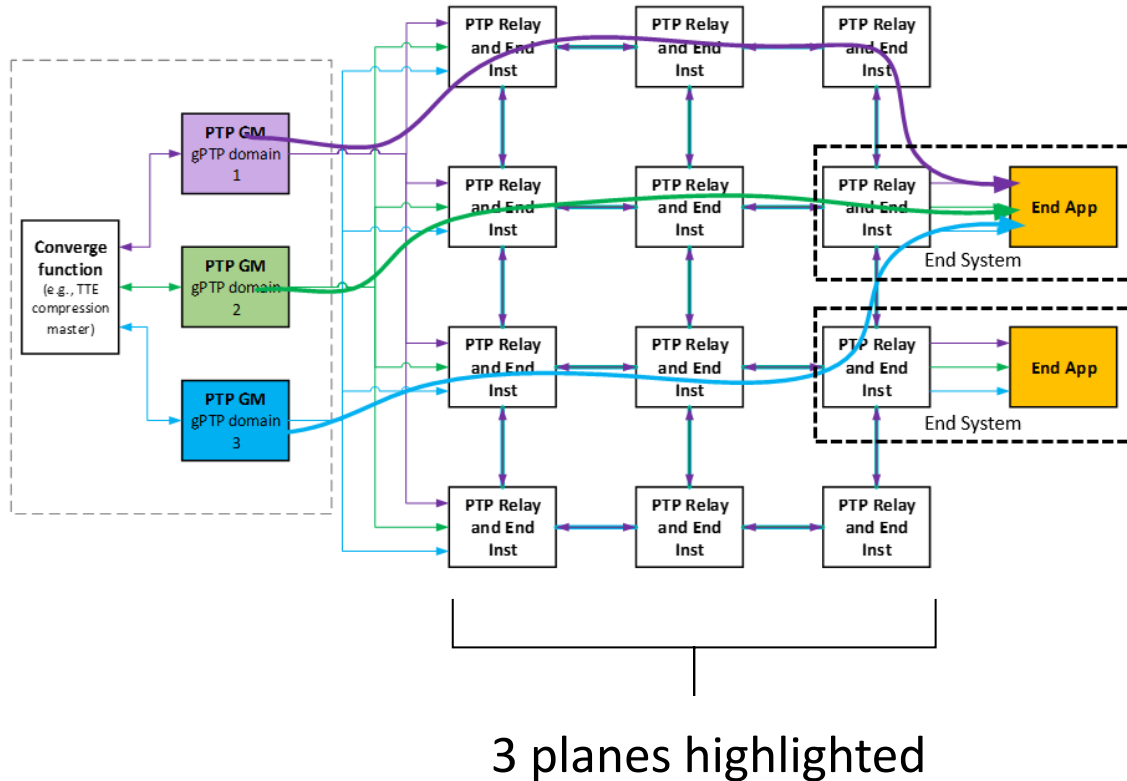 PTP Relay
and End
Inst
PTP Relay
and End
Inst
PTP Relay
and End
Inst
PTP GM
gPTP domain
1
PTP Relay
and End
Inst
PTP Relay
and End
Inst
PTP Relay
and End
Inst
End App
End System
Converge
function
(e.g., TTE
compression
master)
PTP GM
gPTP domain
2
PTP Relay
and End
Inst
PTP Relay
and End
Inst
PTP Relay
and End
Inst
End App
End System
PTP GM
gPTP domain
3
PTP Relay
and End
Inst
PTP Relay
and End
Inst
PTP Relay
and End
Inst
3 planes highlighted